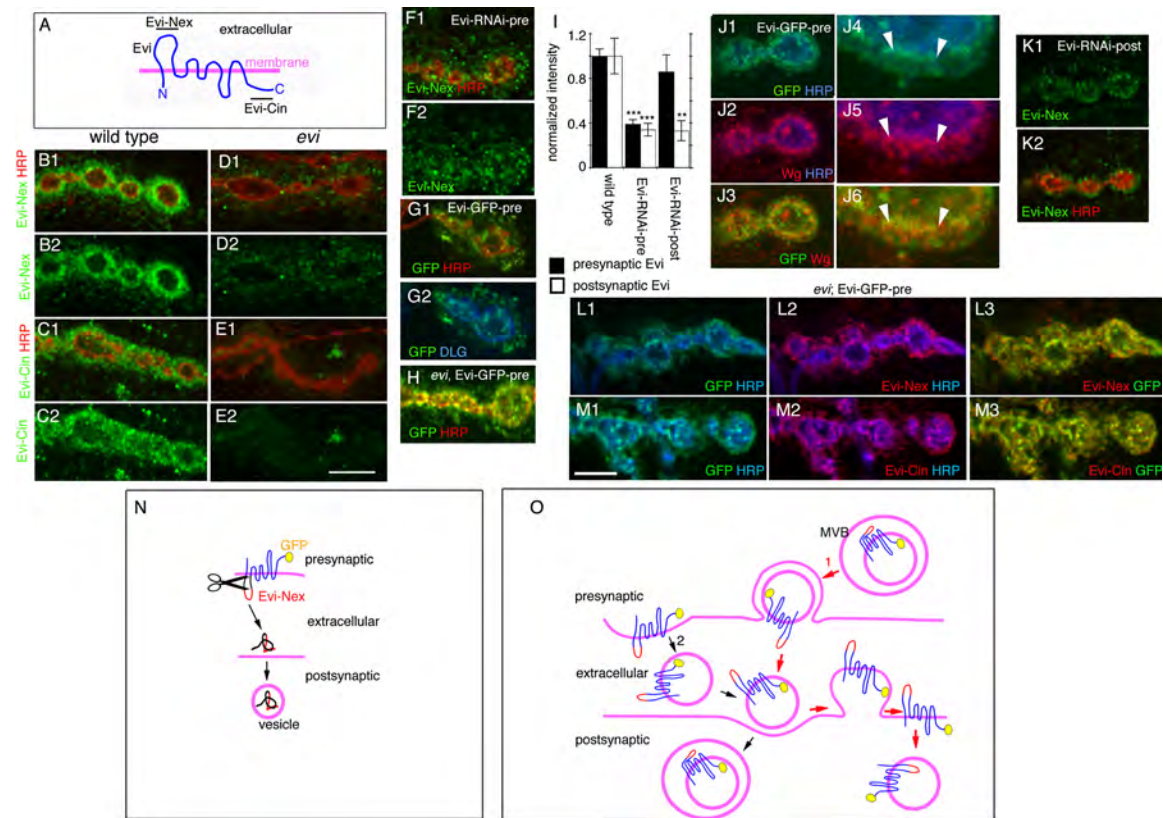 A
Evi-Nex
extracellular
Evi
membrane
N
C
Evi-Cin
wild type
evi
B1
Evi-Nex HRP
D1
B2
Evi-Nex
D2
C1
Evi-Cin HRP
E1
C2
Evi-Cin
E2
F1
Evi-RNAi-pre
Evi-Nex HRP
F2
Evi-Nex
G1
Evi-GFP-pre
GFP HRP
G2
GFP DLG
H
evi, Evi-GFP-pre
GFP HRP
I
normalized intensity
1.2
0.8
0.4
0
*** ***
**
wild type
Evi-RNAi-pre
Evi-RNAi-post
presynaptic Evi
postsynaptic Evi
J1
Evi-GFP-pre
GFP HRP
J2
Wg HRP
J3
GFP Wg
J4
J5
J6
K1
Evi-RNAi-post
Evi-Nex
K2
Evi-Nex HRP
evi; Evi-GFP-pre
L1
GFP HRP
L2
Evi-Nex HRP
L3
Evi-Nex GFP
M1
GFP HRP
M2
Evi-Cin HRP
M3
Evi-Cin GFP
N
GFP
presynaptic
Evi-Nex
extracellular
postsynaptic
vesicle
O
MVB
1
presynaptic
2
extracellular
postsynaptic